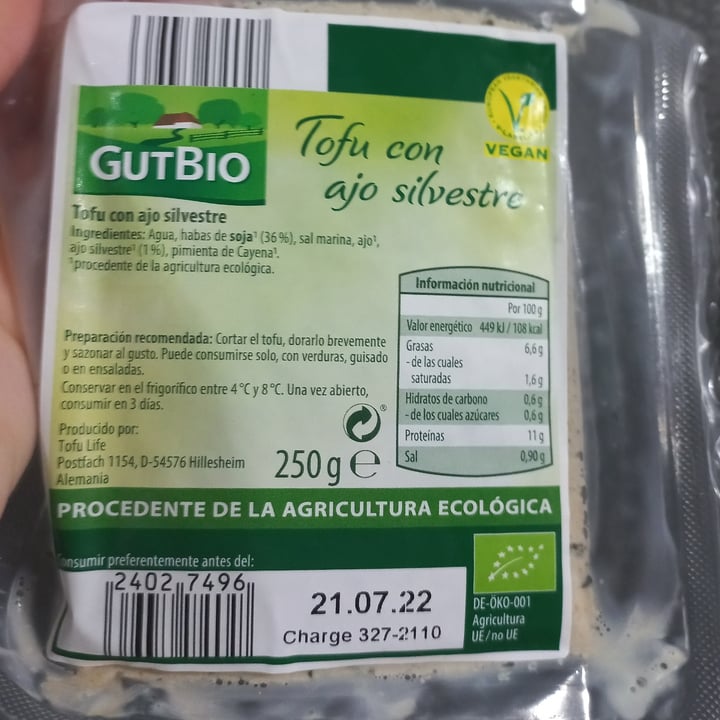 GUTBIO
Tofu con
ajo silvestre
VEGAN
Tofu con ajo silvestre
Ingredientes: Agua, habas de soja¹ (36%), sal marina, ajo¹,
ajo silvestre¹ (1%), pimienta de Cayena¹.
¹procedente de la agricultura ecológica.
Preparación recomendada: Cortar el tofu, dorarlo brevemente
y sazonar al gusto. Puede consumirse solo, con verduras, guisado
o en ensaladas.
Conservar en el frigorífico entre 4°C y 8°C. Una vez abierto,
consumir en 3 días.
Producido por:
Tofu Life
Postfach 1154, D-54576 Hillesheim
Alemania
250 g e
Información nutricional
Por 100 g
Valor energético 449 kJ / 108 kcal
Grasas 6,6 g
- de las cuales
saturadas 1,6 g
Hidratos de carbono 0,6 g
- de los cuales azúcares 0,6 g
Proteínas 11 g
Sal 0,90 g
PROCEDENTE DE LA AGRICULTURA ECOLÓGICA
Consumir preferentemente antes del:
2402 7496
21.07.22
Charge 327-2110
DE-ÖKO-001
Agricultura
UE/no UE